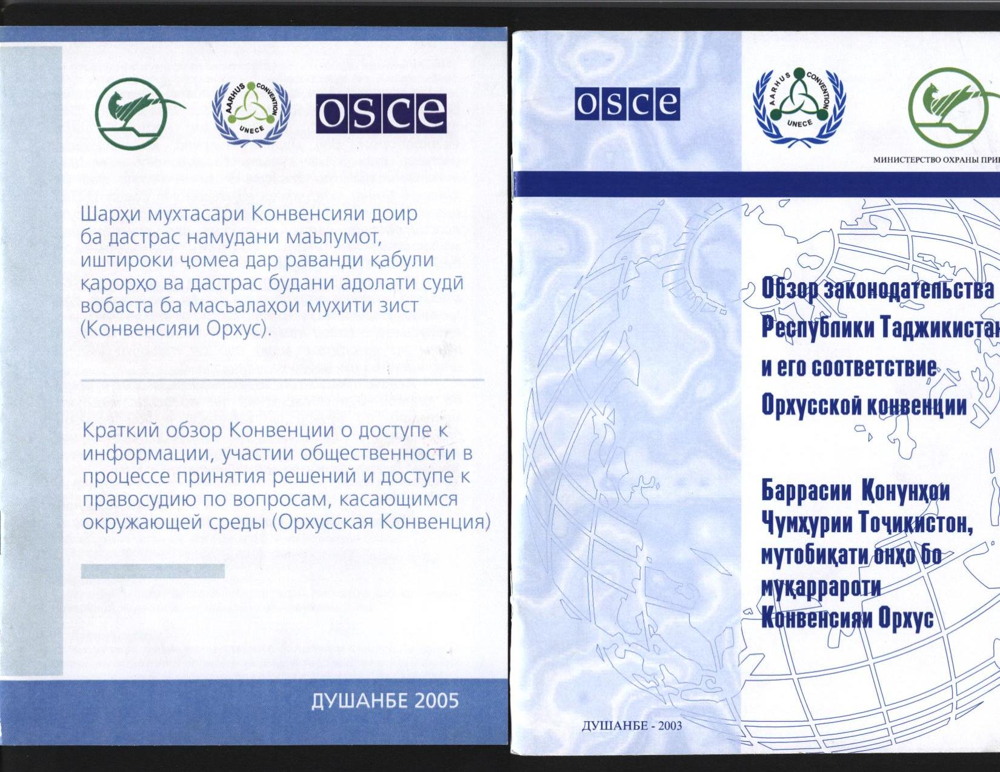 AARHUS CONVENTION
UNECE
OSCE
Шарҳи мухтасари Конвенсияи доир
ба дастрас намудани маълумот,
иштироки ҷомеа дар раванди қабули
қарорҳо ва дастрас будани адолати судӣ
вобаста ба масъалаҳои муҳити зист
(Конвенсияи Орхус).
Краткий обзор Конвенции о доступе к
информации, участии общественности в
процессе принятия решений и доступе к
правосудию по вопросам, касающимся
окружающей среды (Орхусская Конвенция)
ДУШАНБЕ 2005
OSCE
AARHUS CONVENTION
UNECE
МИНИСТЕРСТВО ОХРАНЫ
Обзор законодательства
Республики Таджикистан
и его соответствие
Орхусской конвенции
Баррасии Қонунҳои
Ҷумҳурии Тоҷикистон,
мутобиқати онҳо бо
муқаррароти
Конвенсияи Орхус
ДУШАНБЕ - 2003